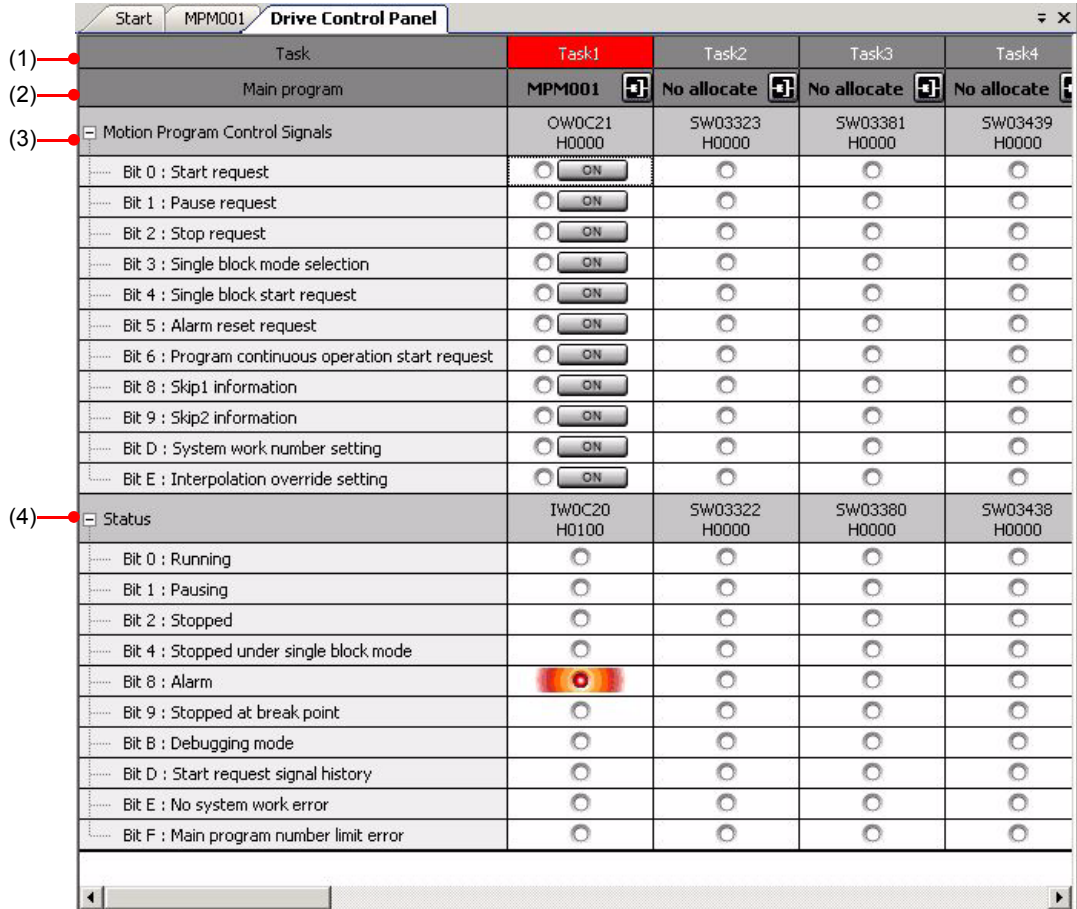 Start MPM001 Drive Control Panel
(1) Task Task1 Task2 Task3 Task4
(2) Main program MPM001 No allocate No allocate No allocate
(3) Motion Program Control Signals OW0C21 SW03323 SW03381 SW03439
H0000 H0000 H0000 H0000
Bit 0 : Start request ON
Bit 1 : Pause request ON
Bit 2 : Stop request ON
Bit 3 : Single block mode selection ON
Bit 4 : Single block start request ON
Bit 5 : Alarm reset request ON
Bit 6 : Program continuous operation start request ON
Bit 8 : Skip1 information ON
Bit 9 : Skip2 information ON
Bit D : System work number setting ON
Bit E : Interpolation override setting ON
(4) Status IW0C20 SW03322 SW03380 SW03438
H0100 H0000 H0000 H0000
Bit 0 : Running
Bit 1 : Pausing
Bit 2 : Stopped
Bit 4 : Stopped under single block mode
Bit 8 : Alarm
Bit 9 : Stopped at break point
Bit B : Debugging mode
Bit D : Start request signal history
Bit E : No system work error
Bit F : Main program number limit error